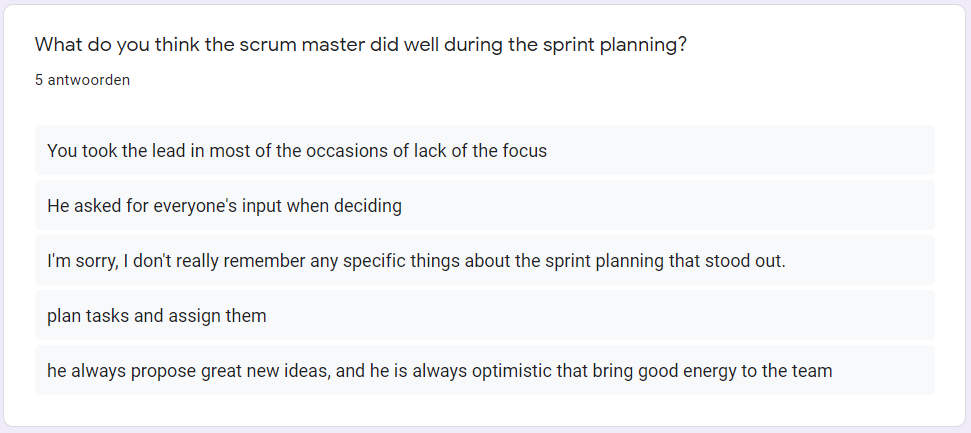 What do you think the scrum master did well during the sprint planning?
5 antwoorden
You took the lead in most of the occasions of lack of the focus
He asked for everyone's input when deciding
I'm sorry, I don't really remember any specific things about the sprint planning that stood out.
plan tasks and assign them
he always propose great new ideas, and he is always optimistic that bring good energy to the team